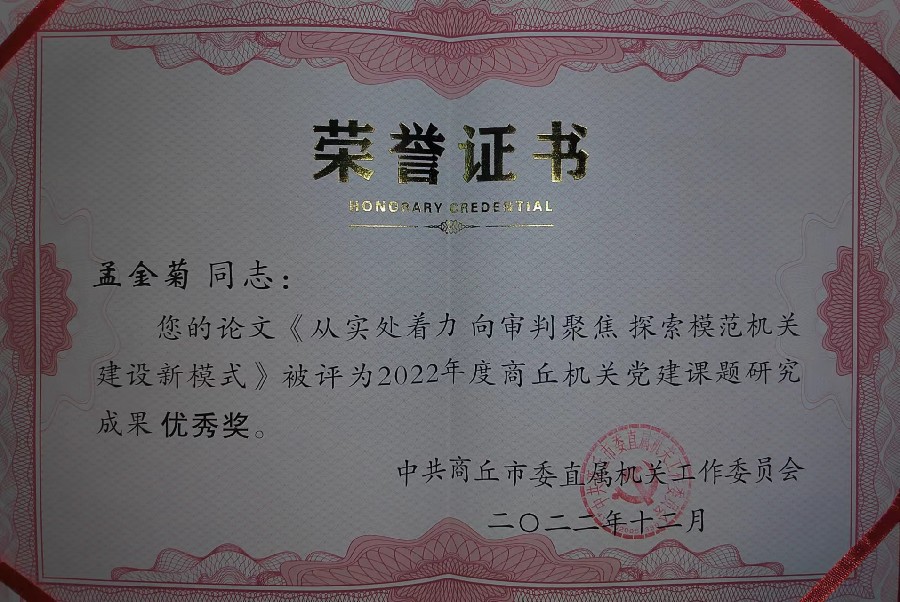 荣誉证书
HONORARY CREDENTIAL
孟金菊 同志：
您的论文《从实处着力 向审判聚焦 探索模范机关
建设新模式》被评为2022年度商丘机关党建课题研究
成果 优秀奖。
中共商丘市委直属机关工作委员会
二〇二二年十二月